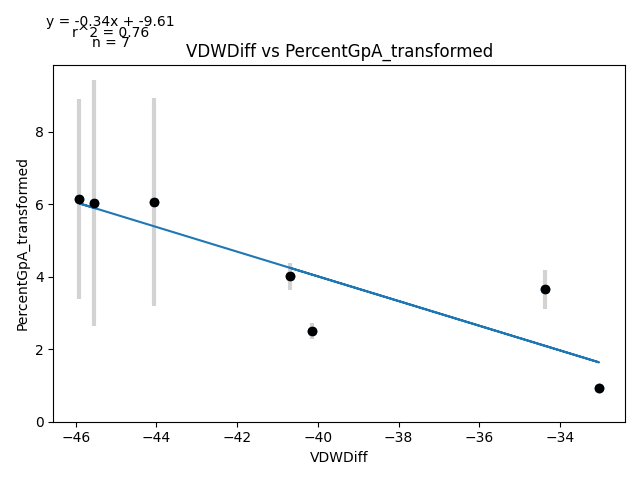 y = -0.34x + -9.61
r^2 = 0.76
n = 7
VDWDiff vs PercentGpA_transformed
PercentGpA_transformed
8
6
4
2
0
−46 −44 −42 −40 −38 −36 −34
VDWDiff